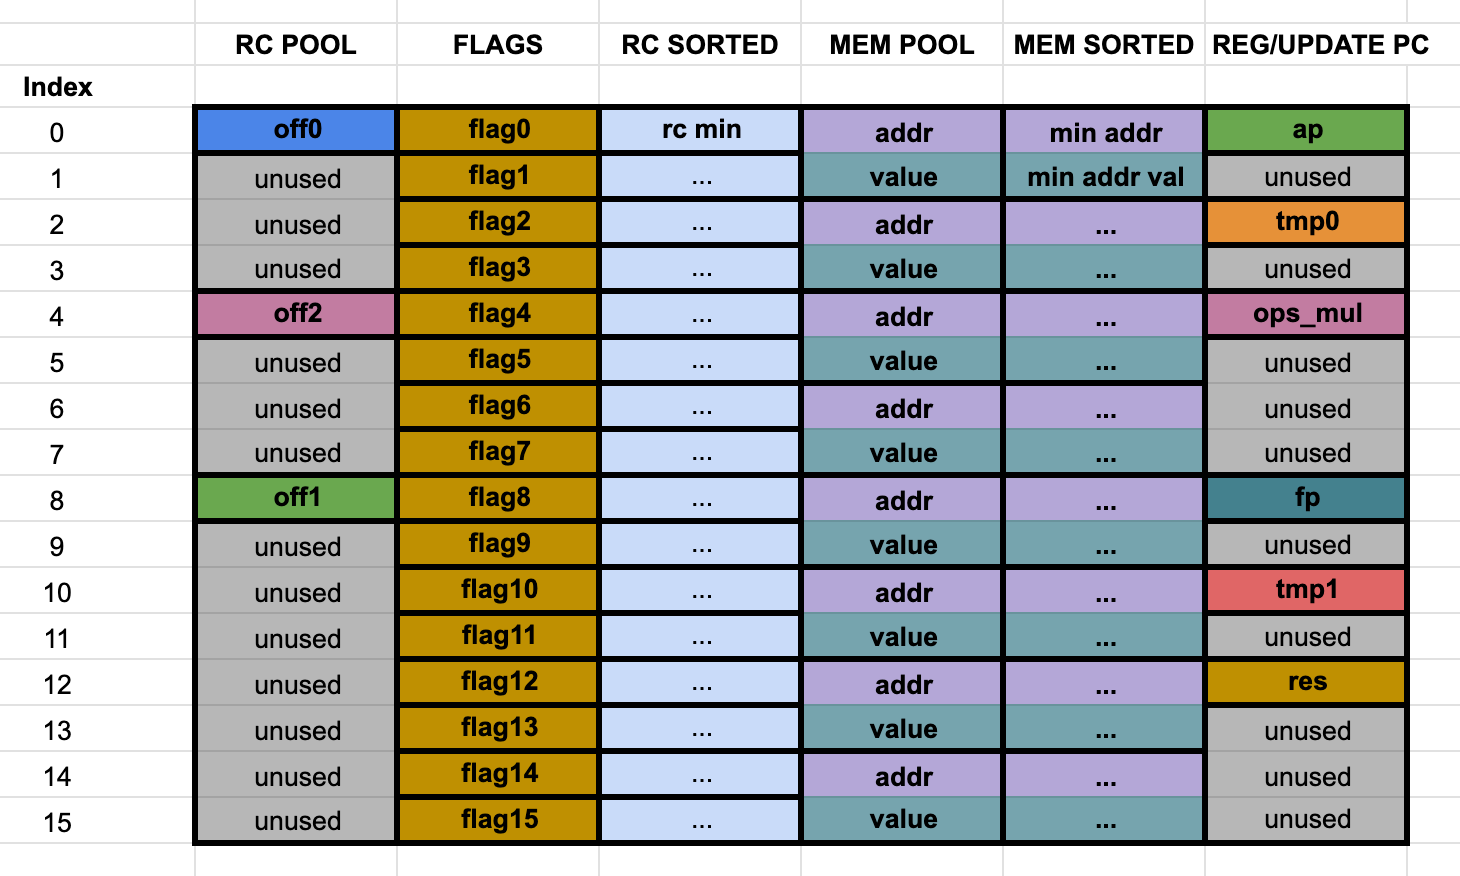 RC POOL FLAGS RC SORTED MEM POOL MEM SORTED REG/UPDATE PC
Index
0 off0 flag0 rc min addr min addr ap
1 unused flag1 ... value min addr val unused
2 unused flag2 ... addr ... tmp0
3 unused flag3 ... value ... unused
4 off2 flag4 ... addr ... ops_mul
5 unused flag5 ... value ... unused
6 unused flag6 ... addr ... unused
7 unused flag7 ... value ... unused
8 off1 flag8 ... addr ... fp
9 unused flag9 ... value ... unused
10 unused flag10 ... addr ... tmp1
11 unused flag11 ... value ... unused
12 unused flag12 ... addr ... res
13 unused flag13 ... value ... unused
14 unused flag14 ... addr ... unused
15 unused flag15 ... value ... unused